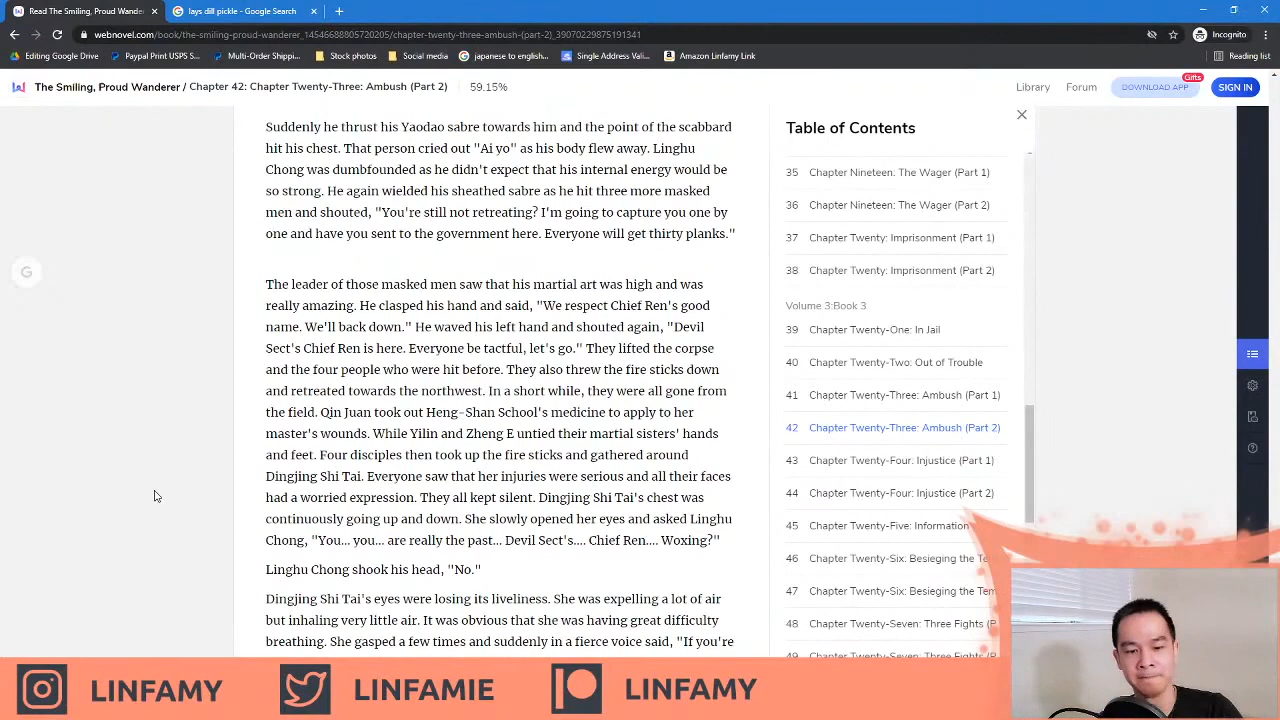 Read The Smiling, Proud Wander
lays dill pickle - Google Search
webnovel.com/book/the-smiling-proud-wanderer_14546688805720205/chapter-twenty-three-ambush-(part-2)_39070229875191341
Incognito
Editing Google Drive
Paypal Print USPS S...
Multi-Order Shippi...
Stock photos
Social media
japanese to english...
Single Address Vali...
Amazon Linfamy Link
Reading list
The Smiling, Proud Wanderer / Chapter 42: Chapter Twenty-Three: Ambush (Part 2)
59.15%
Library
Forum
Gifts
DOWNLOAD APP
SIGN IN
Suddenly he thrust his Yaodao sabre towards him and the point of the scabbard
hit his chest. That person cried out "Ai yo" as his body flew away. Linghu
Chong was dumbfounded as he didn't expect that his internal energy would be
so strong. He again wielded his sheathed sabre as he hit three more masked
men and shouted, "You're still not retreating? I'm going to capture you one by
one and have you sent to the government here. Everyone will get thirty planks."
The leader of those masked men saw that his martial art was high and was
really amazing. He clasped his hand and said, "We respect Chief Ren's good
name. We'll back down." He waved his left hand and shouted again, "Devil
Sect's Chief Ren is here. Everyone be tactful, let's go." They lifted the corpse
and the four people who were hit before. They also threw the fire sticks down
and retreated towards the northwest. In a short while, they were all gone from
the field. Qin Juan took out Heng-Shan School's medicine to apply to her
master's wounds. While Yilin and Zheng E untied their martial sisters' hands
and feet. Four disciples then took up the fire sticks and gathered around
Dingjing Shi Tai. Everyone saw that her injuries were serious and all their faces
had a worried expression. They all kept silent. Dingjing Shi Tai's chest was
continuously going up and down. She slowly opened her eyes and asked Linghu
Chong, "You... you... are really the past... Devil Sect's.... Chief Ren.... Woxing?"
Linghu Chong shook his head, "No."
Dingjing Shi Tai's eyes were losing its liveliness. She was expelling a lot of air
but inhaling very little air. It was obvious that she was having great difficulty
breathing. She gasped a few times and suddenly in a fierce voice said, "If you're
Table of Contents
35 Chapter Nineteen: The Wager (Part 1)
36 Chapter Nineteen: The Wager (Part 2)
37 Chapter Twenty: Imprisonment (Part 1)
38 Chapter Twenty: Imprisonment (Part 2)
Volume 3:Book 3
39 Chapter Twenty-One: In Jail
40 Chapter Twenty-Two: Out of Trouble
41 Chapter Twenty-Three: Ambush (Part 1)
42 Chapter Twenty-Three: Ambush (Part 2)
43 Chapter Twenty-Four: Injustice (Part 1)
44 Chapter Twenty-Four: Injustice (Part 2)
45 Chapter Twenty-Five: Information
46 Chapter Twenty-Six: Besieging the Tem
47 Chapter Twenty-Six: Besieging the Tem
48 Chapter Twenty-Seven: Three Fights (P
49 Chapter Twenty-Seven: Three Fights (P
LINFAMY
LINFAMIE
LINFAMY